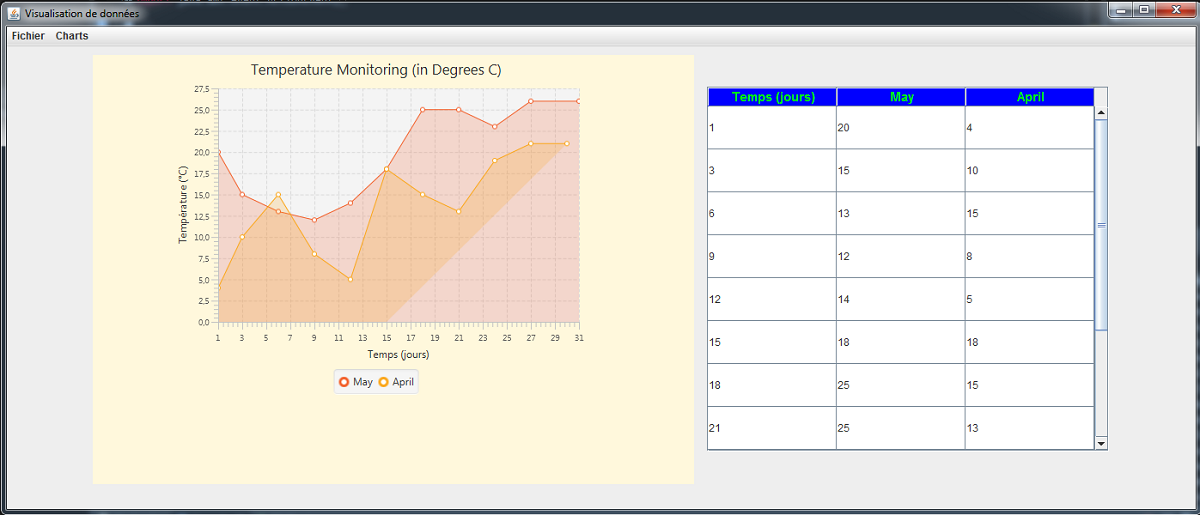 Visualisation de données
Fichier Charts
Temperature Monitoring (in Degrees C)
27,5
25,0
22,5
20,0
17,5
15,0
12,5
10,0
7,5
5,0
2,5
0,0
Température (°C)
1 3 5 7 9 11 13 15 17 19 21 23 25 27 29 31
Temps (jours)
May April
Temps (jours) May April
1 20 4
3 15 10
6 13 15
9 12 8
12 14 5
15 18 18
18 25 15
21 25 13